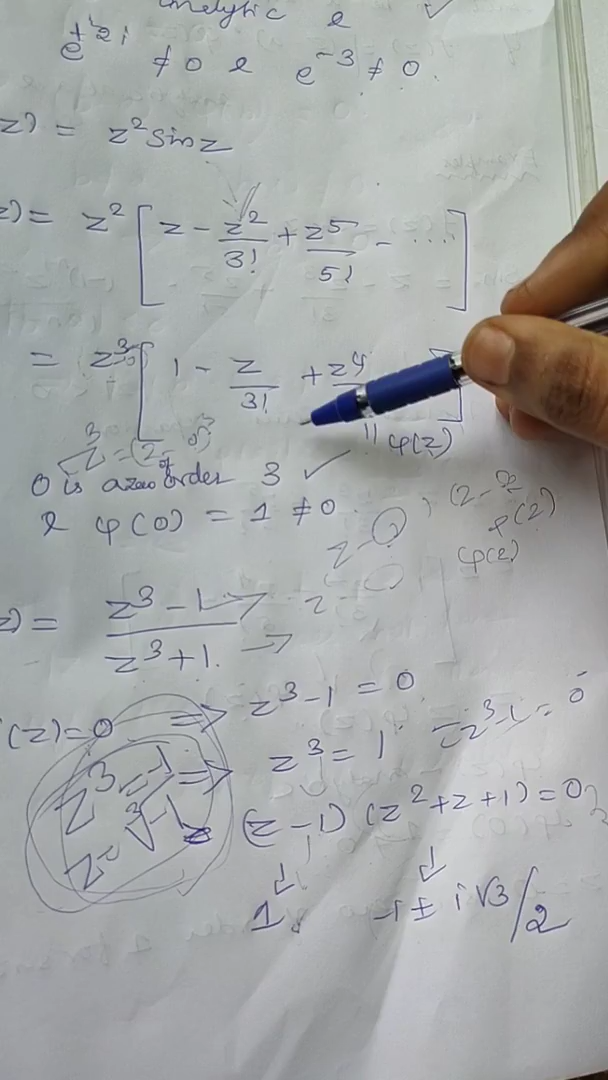 analytic &
e^{+2i} ≠ 0 & e^{-3} ≠ 0.
z) = z² sin z
z) = z² [ z - z²/3! + z⁵/5! - .... ]
= z³ [ 1 - z/3! + z⁴ ]
'' φ(z)
0 is a zero of order 3 ✓
& φ(0) = 1 ≠ 0.
φ(z)
φ(z)
z) = z³ - 1 / z³ + 1.
(z) = 0 ⇒ z³ - 1 = 0
⇒ z³ = 1
(z - 1) (z² + z + 1) = 0
↓ ↓
1, -1 ± i√3/2